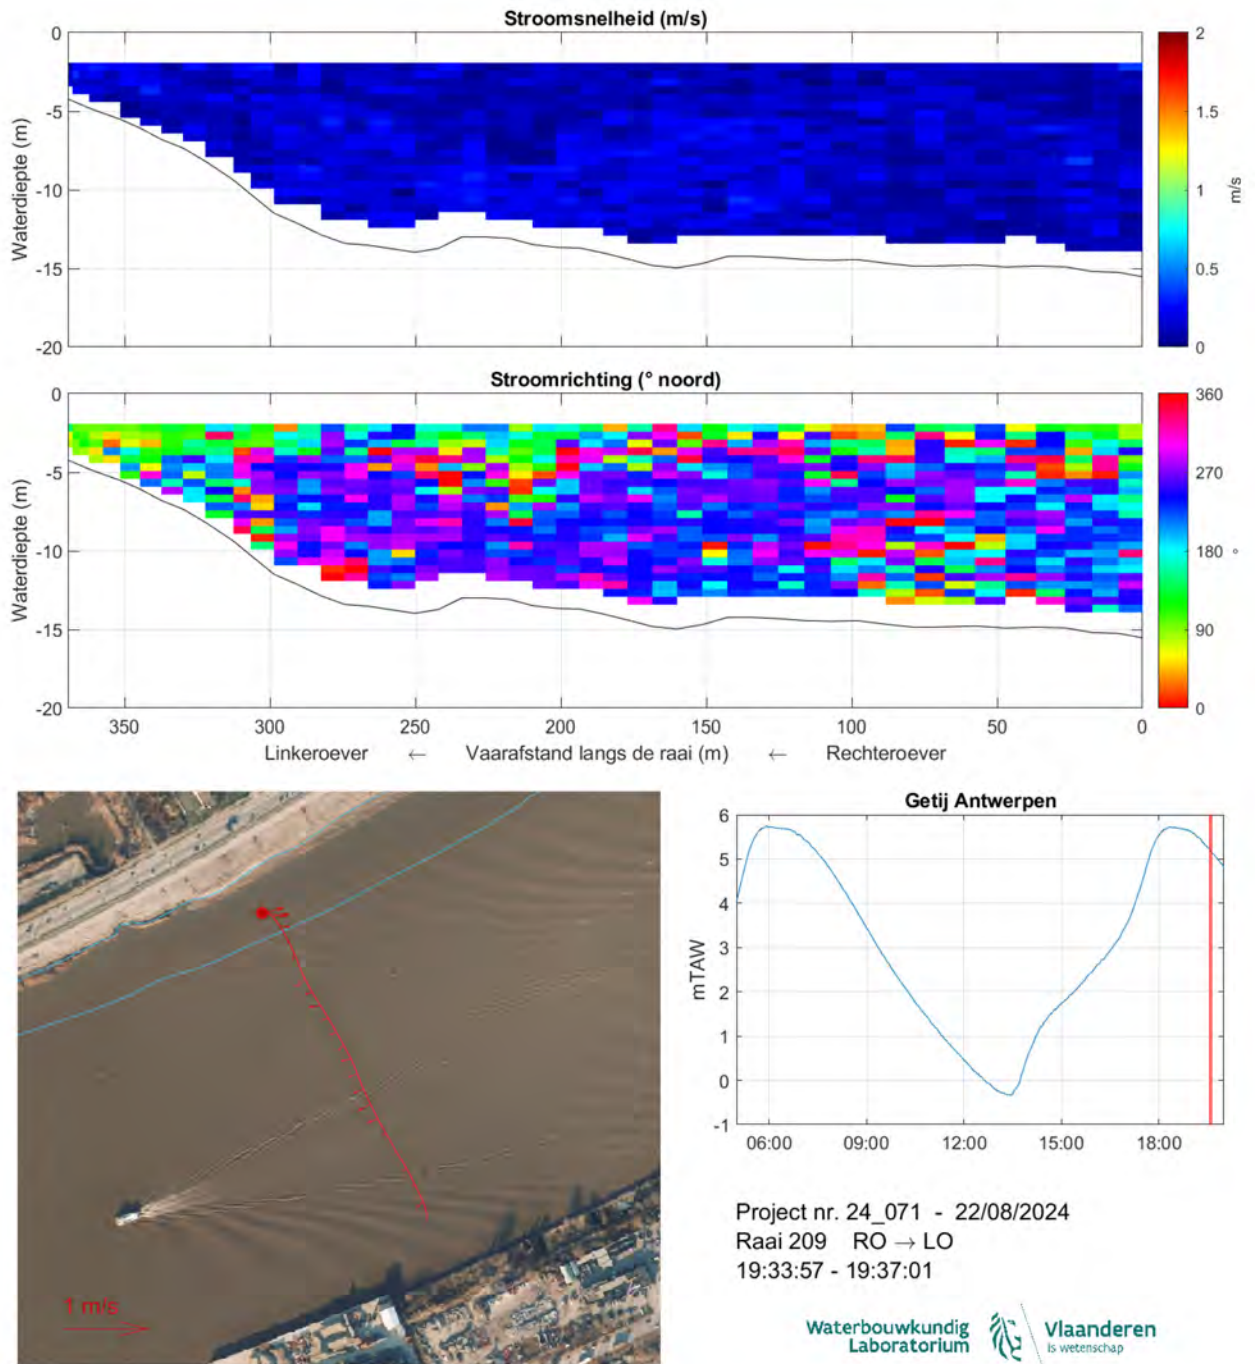 Stroomsnelheid (m/s)
0
-5
-10
-15
-20
Waterdiepte (m)
2
1.5
1
0.5
0
m/s
Stroomrichting (° noord)
0
-5
-10
-15
-20
Waterdiepte (m)
360
270
180
90
0
°
350 300 250 200 150 100 50 0
Linkeroever ← Vaarafstand langs de raai (m) ← Rechteroever
1 m/s
Getij Antwerpen
6
5
4
3
2
1
0
-1
mTAW
06:00 09:00 12:00 15:00 18:00
Project nr. 24_071 - 22/08/2024
Raai 209 RO → LO
19:33:57 - 19:37:01
Waterbouwkundig
Laboratorium
Vlaanderen
is wetenschap